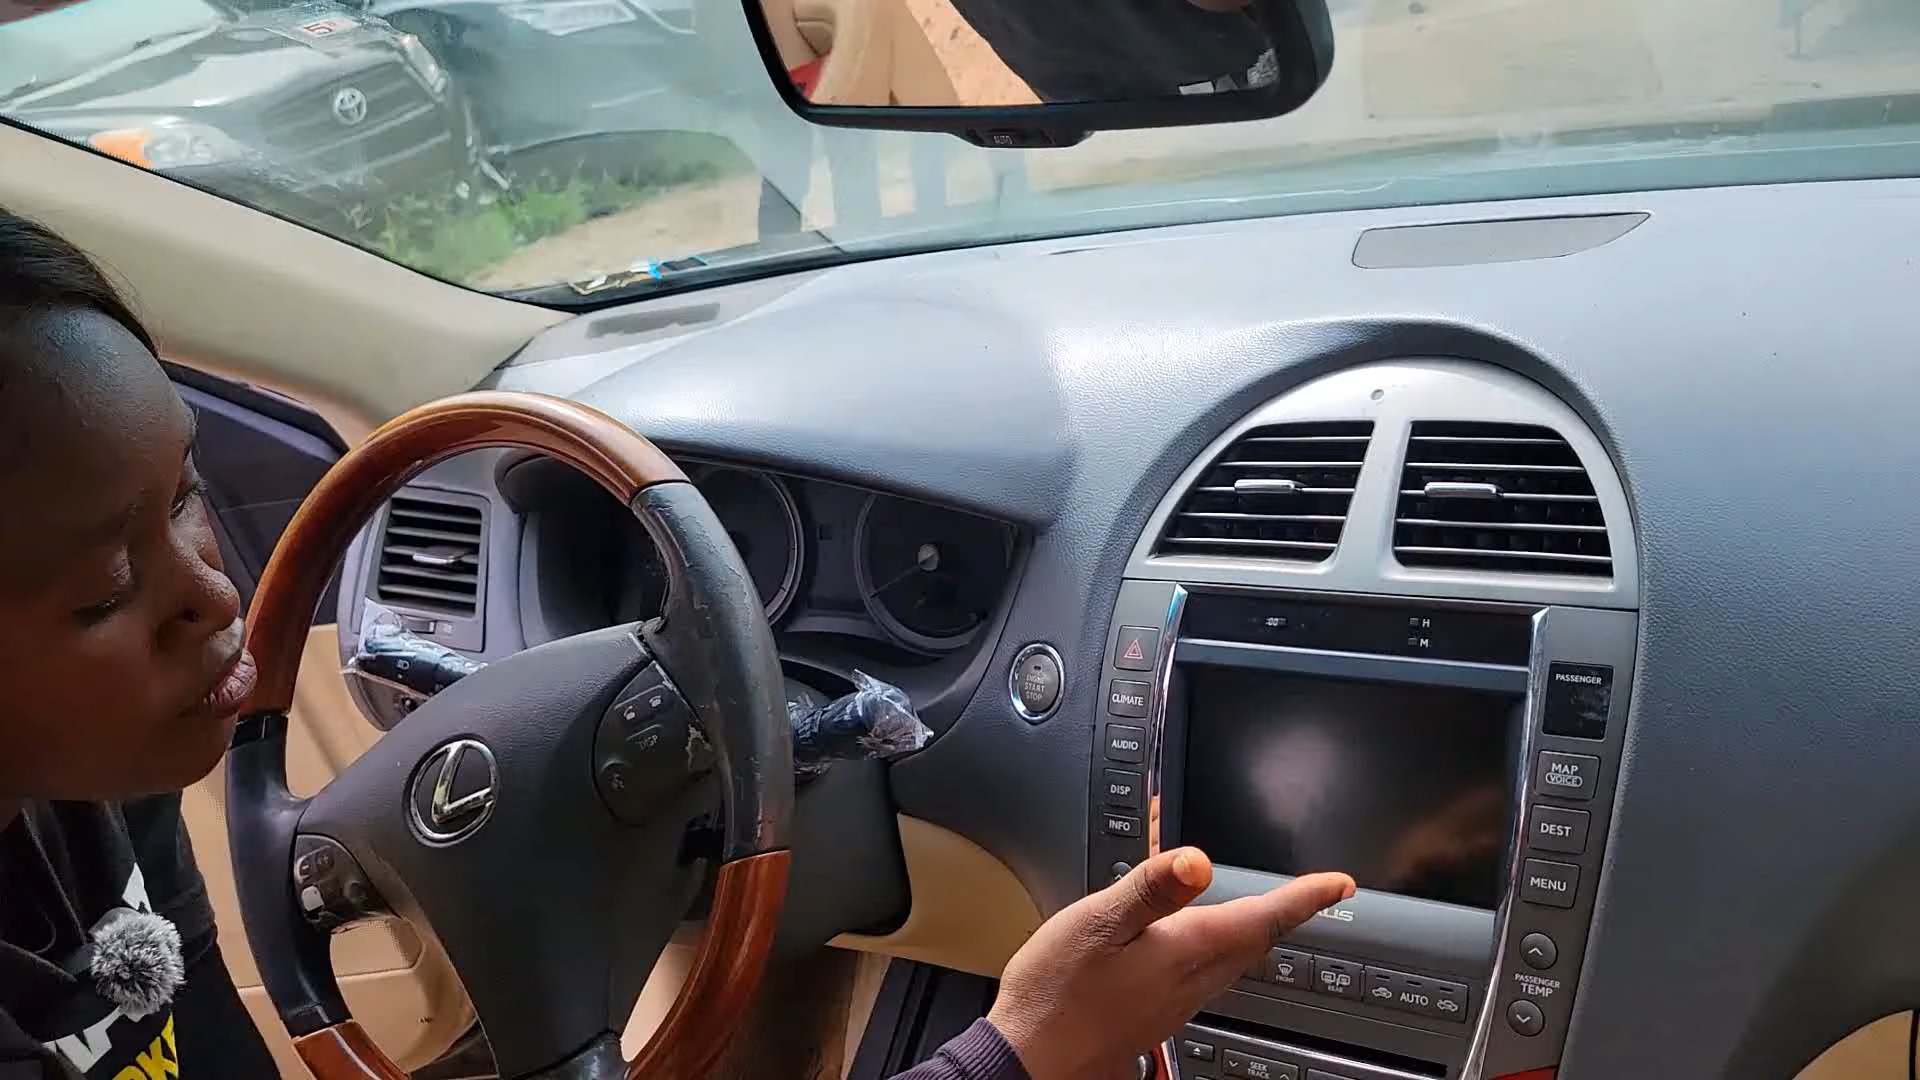 AUTO
H
M
PASSENGER
ENGINE
START
STOP
CLIMATE
AUDIO
DISP
INFO
MAP
VOICE
DEST
MENU
DISP
PASSENGER
TEMP
FRONT
REAR
AUTO
SEEK
TRACK